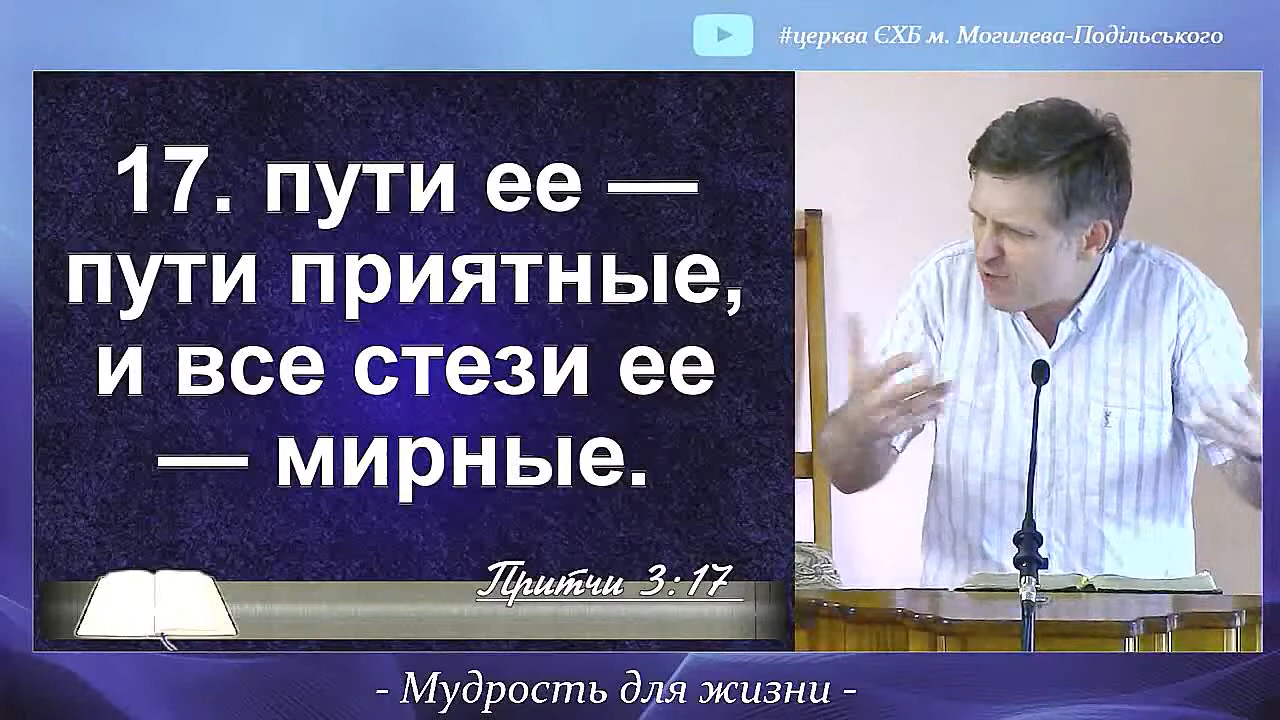 #церква ЄХБ м. Могилева-Подільського
17. пути ее —
пути приятные,
и все стези ее
— мирные.
Притчи 3:17
- Мудрость для жизни -